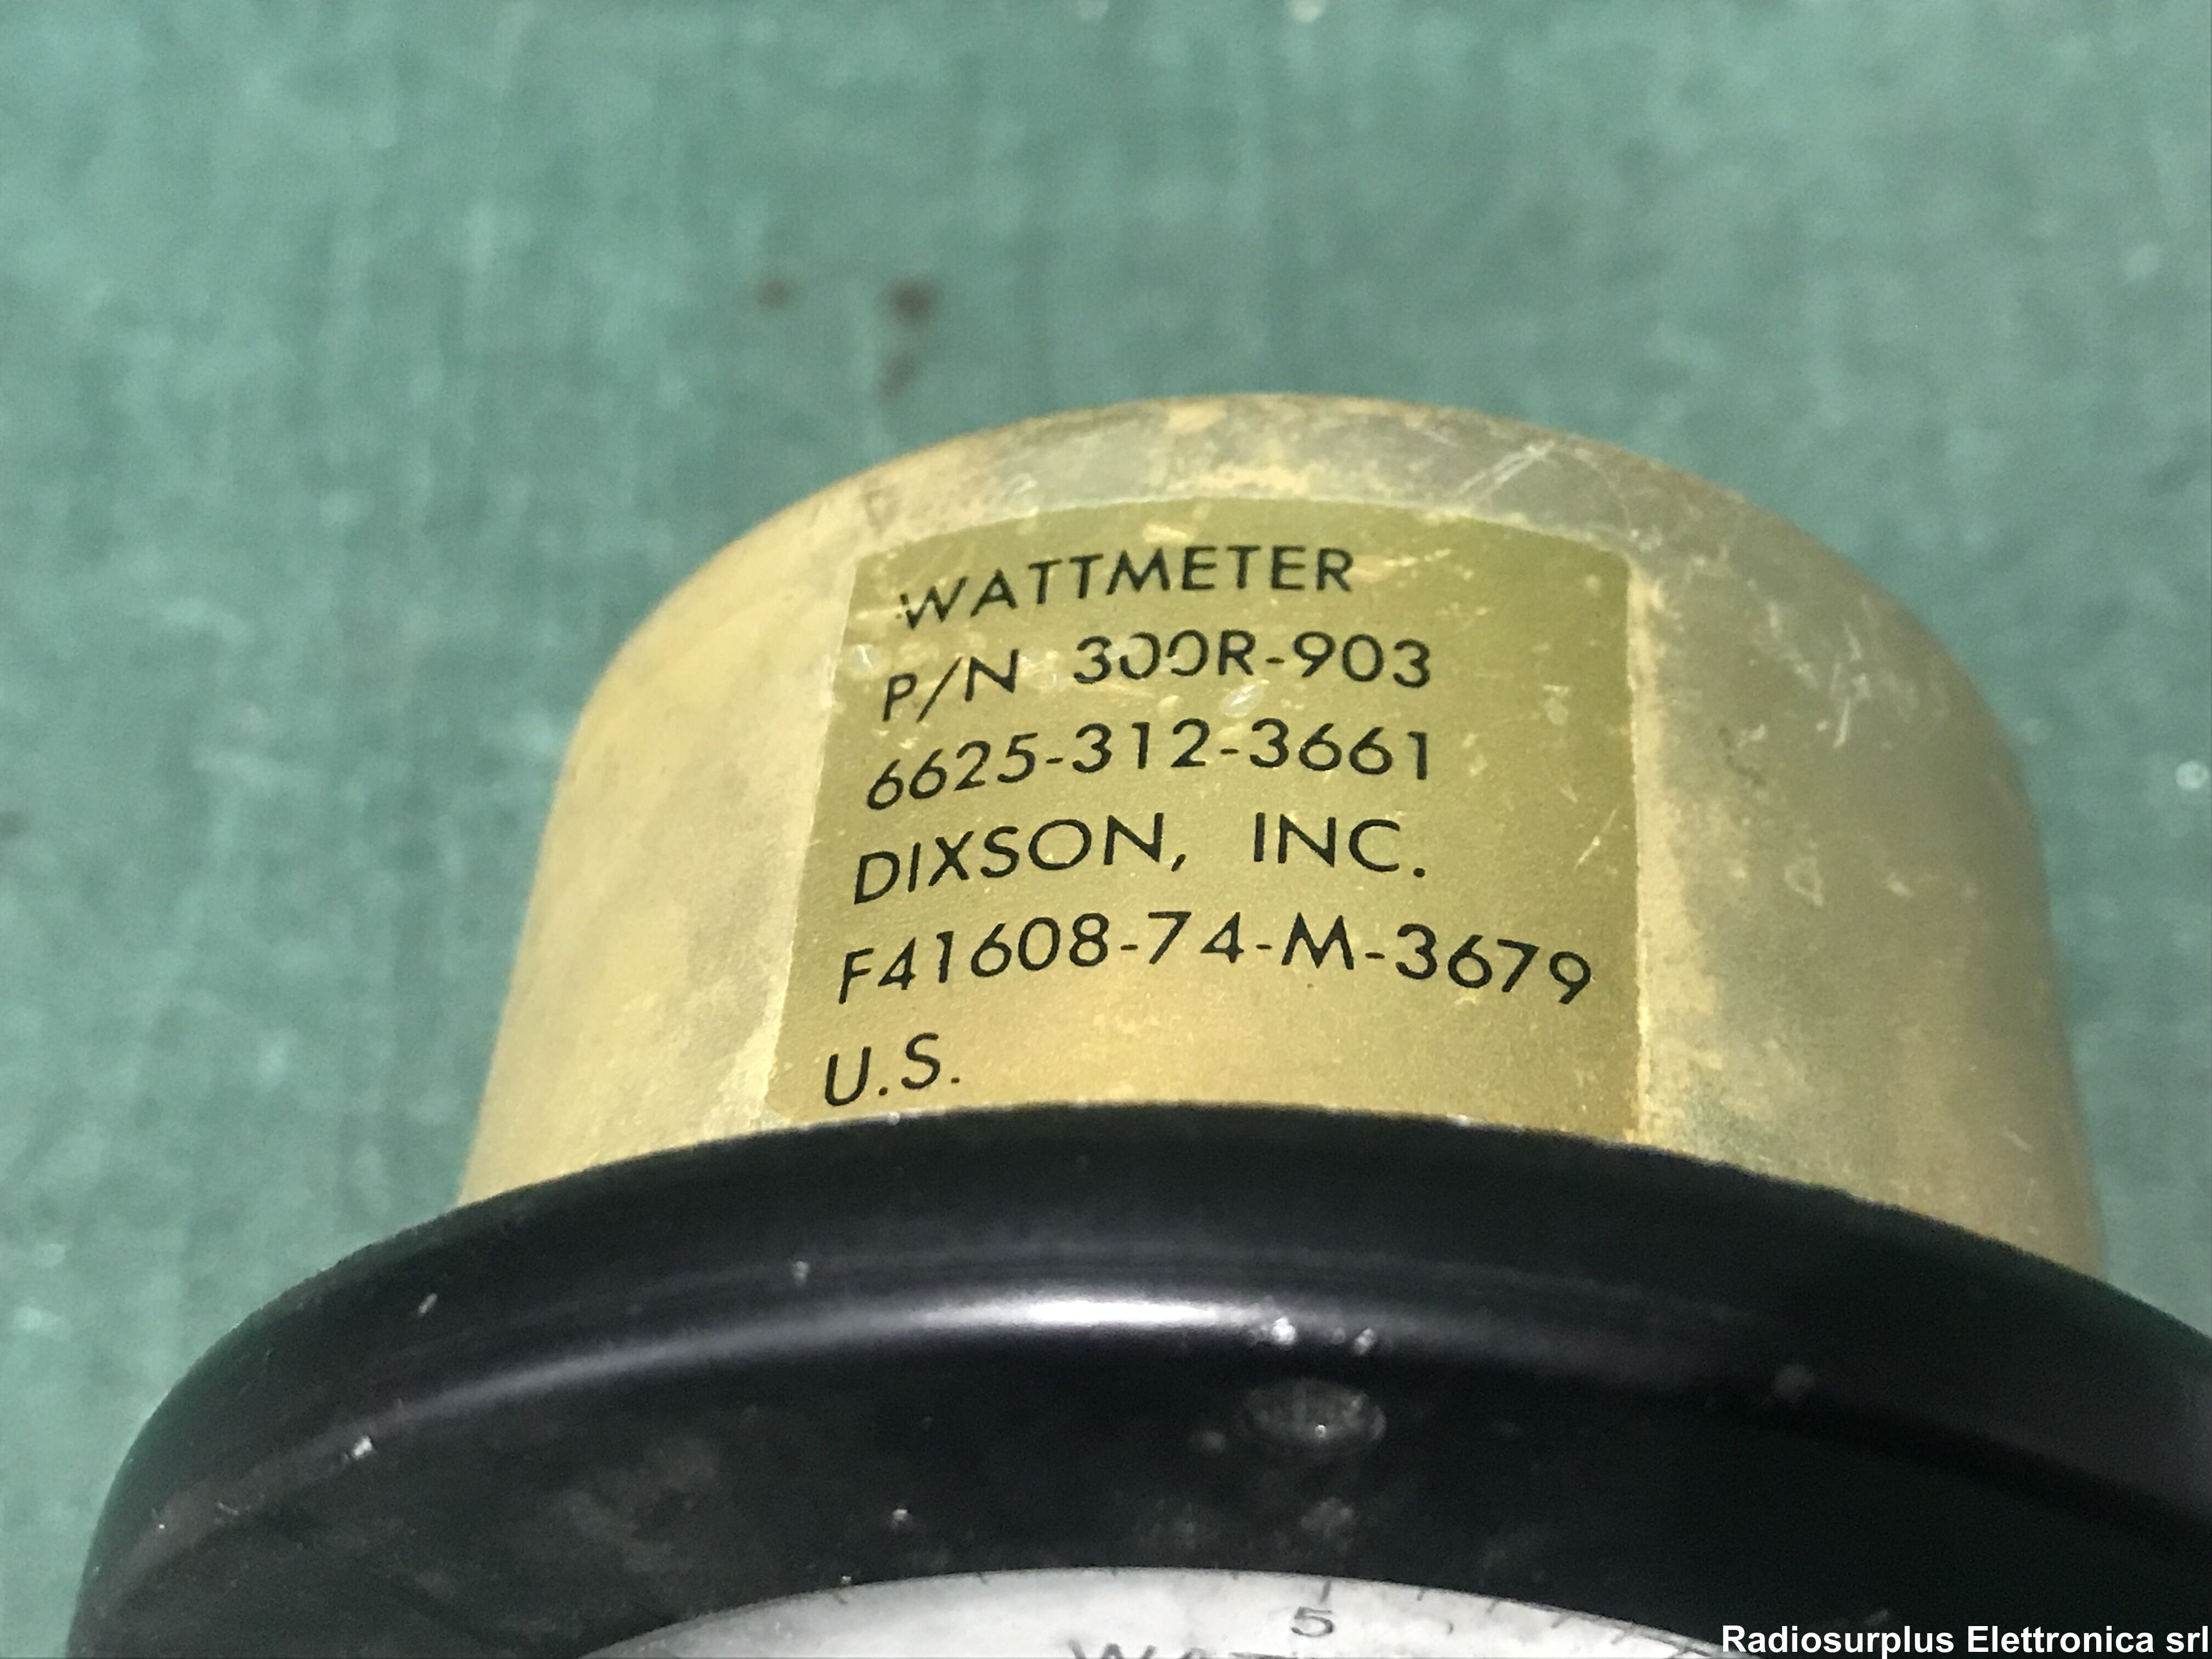 WATTMETER
P/N 300R-903
6625-312-3661
DIXSON, INC.
F41608-74-M-3679
U.S.
5
Radiosurplus Elettronica srl